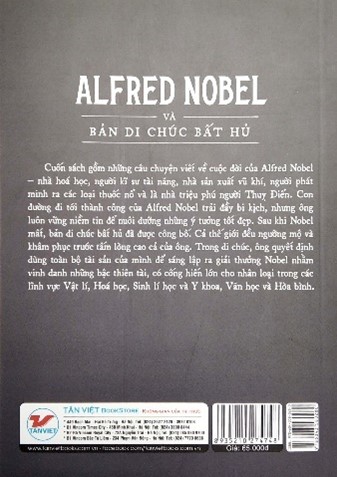 ALFRED NOBEL
VÀ
BẢN DI CHÚC BẤT HỦ
Cuốn sách gồm những câu chuyện viết về cuộc đời của Alfred Nobel
– nhà hoá học, người kĩ sư tài năng, nhà sản xuất vũ khí, người phát
minh ra các loại thuốc nổ và là nhà triệu phú người Thuỵ Điển. Con
đường đi tới thành công của Alfred Nobel trải đầy bi kịch, nhưng ông
luôn vững niềm tin để nuôi dưỡng những ý tưởng tốt đẹp. Sau khi Nobel
mất, bản di chúc bất hủ đã được công bố. Cả thế giới đều ngưỡng mộ và
khâm phục trước tấm lòng cao cả của ông. Trong di chúc, ông quyết định
dùng toàn bộ tài sản của mình để sáng lập ra giải thưởng Nobel nhằm
vinh danh những bậc thiên tài, có cống hiến lớn cho nhân loại trong các
lĩnh vực Vật lí, Hoá học, Sinh lí học và Y khoa, Văn học và Hòa bình.
TÂN VIỆT BOOKSTORE
TANVIET
Giá: 65.000đ